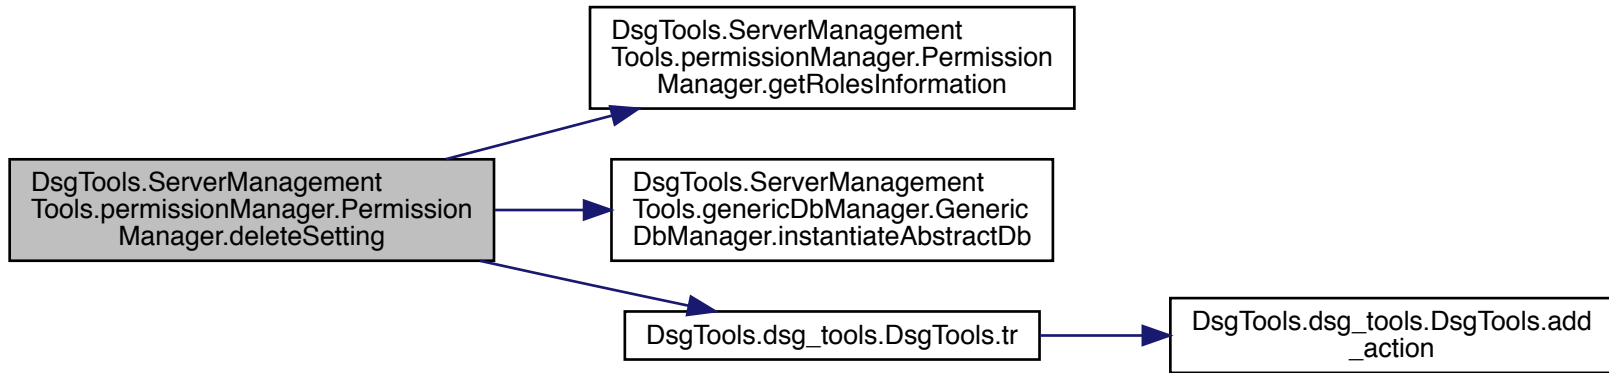 DsgTools.ServerManagement
Tools.permissionManager.Permission
Manager.getRolesInformation
DsgTools.ServerManagement
Tools.permissionManager.Permission
Manager.deleteSetting
DsgTools.ServerManagement
Tools.genericDbManager.Generic
DbManager.instantiateAbstractDb
DsgTools.dsg_tools.DsgTools.tr
DsgTools.dsg_tools.DsgTools.add
_action